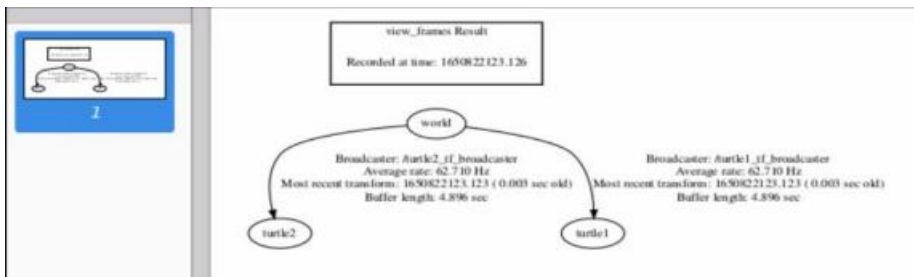 view_frames Result
Recorded at time: 1650822123.126
world
Broadcaster: /turtle2_tf_broadcaster
Average rate: 62.710 Hz
Most recent transform: 1650822123.123 ( 0.003 sec old)
Buffer length: 4.896 sec
Broadcaster: /turtle1_tf_broadcaster
Average rate: 62.710 Hz
Most recent transform: 1650822123.123 ( 0.003 sec old)
Buffer length: 4.896 sec
turtle2
turtle1
1